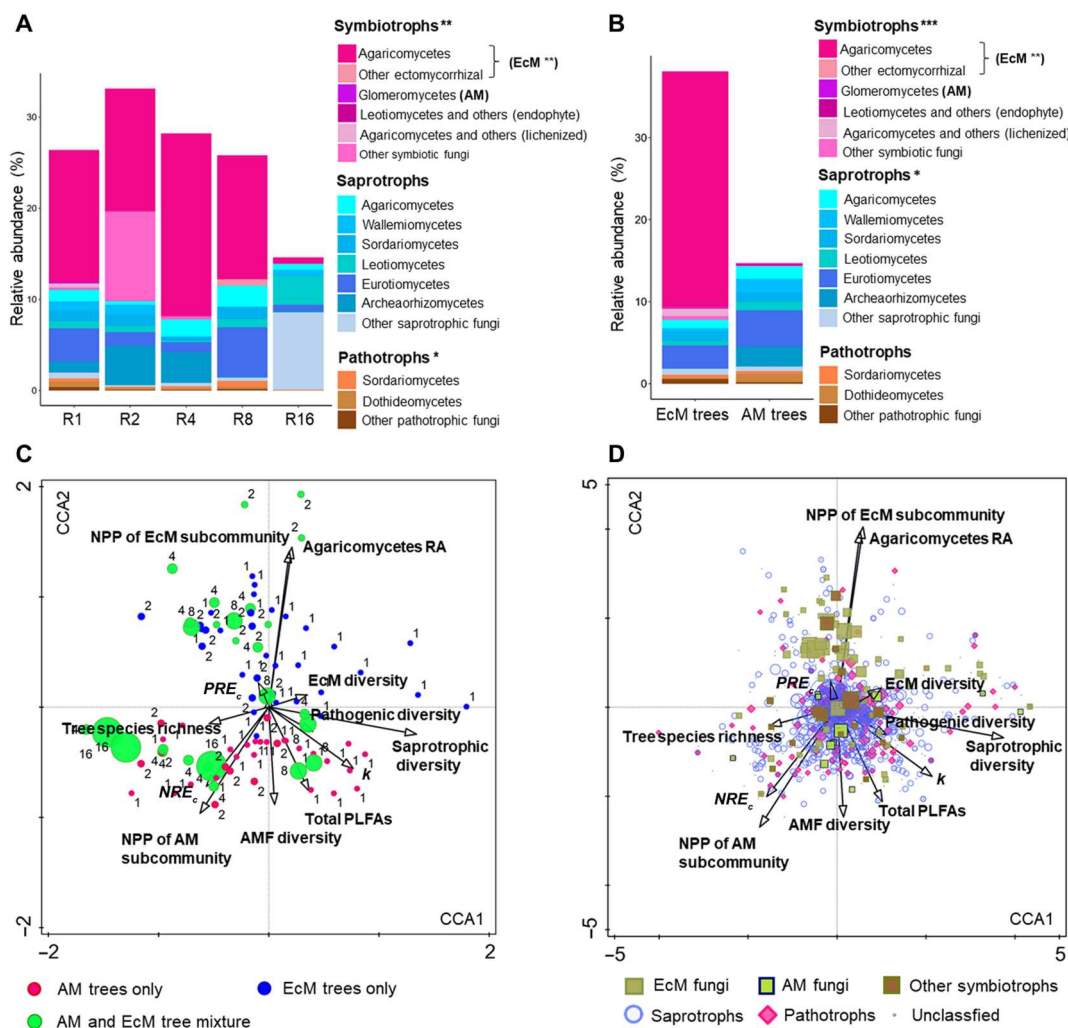 A
Symbiotrophs **
Agaricomycetes
Other ectomycorrhizal
(EcM **)
Glomeromycetes (AM)
Leotiomycetes and others (endophyte)
Agaricomycetes and others (lichenized)
Other symbiotic fungi
Saprotrophs
Agaricomycetes
Wallemiomycetes
Sordariomycetes
Leotiomycetes
Eurotiomycetes
Archeaorhizomycetes
Other saprotrophic fungi
Pathotrophs *
Sordariomycetes
Dothideomycetes
Other pathotrophic fungi
Relative abundance (%)
30
20
10
0
R1 R2 R4 R8 R16
B
Symbiotrophs ***
Agaricomycetes
Other ectomycorrhizal
(EcM **)
Glomeromycetes (AM)
Leotiomycetes and others (endophyte)
Agaricomycetes and others (lichenized)
Other symbiotic fungi
Saprotrophs *
Agaricomycetes
Wallemiomycetes
Sordariomycetes
Leotiomycetes
Eurotiomycetes
Archeaorhizomycetes
Other saprotrophic fungi
Pathotrophs
Sordariomycetes
Dothideomycetes
Other pathotrophic fungi
Relative abundance (%)
30
20
10
0
EcM trees AM trees
C
2
CCA2
NPP of EcM subcommunity
Agaricomycetes RA
PREc
EcM diversity
Pathogenic diversity
Tree species richness
Saprotrophic
diversity
k
NREc
Total PLFAs
NPP of AM
subcommunity
AMF diversity
CCA1
−2
−2 2
AM trees only
EcM trees only
AM and EcM tree mixture
D
5
CCA2
NPP of EcM subcommunity
Agaricomycetes RA
PREc
EcM diversity
Pathogenic diversity
Tree species richness
Saprotrophic
diversity
k
NREc
Total PLFAs
AMF diversity
NPP of AM
subcommunity
CCA1
−5
−5 5
EcM fungi
AM fungi
Other symbiotrophs
Saprotrophs
Pathotrophs
Unclassfied